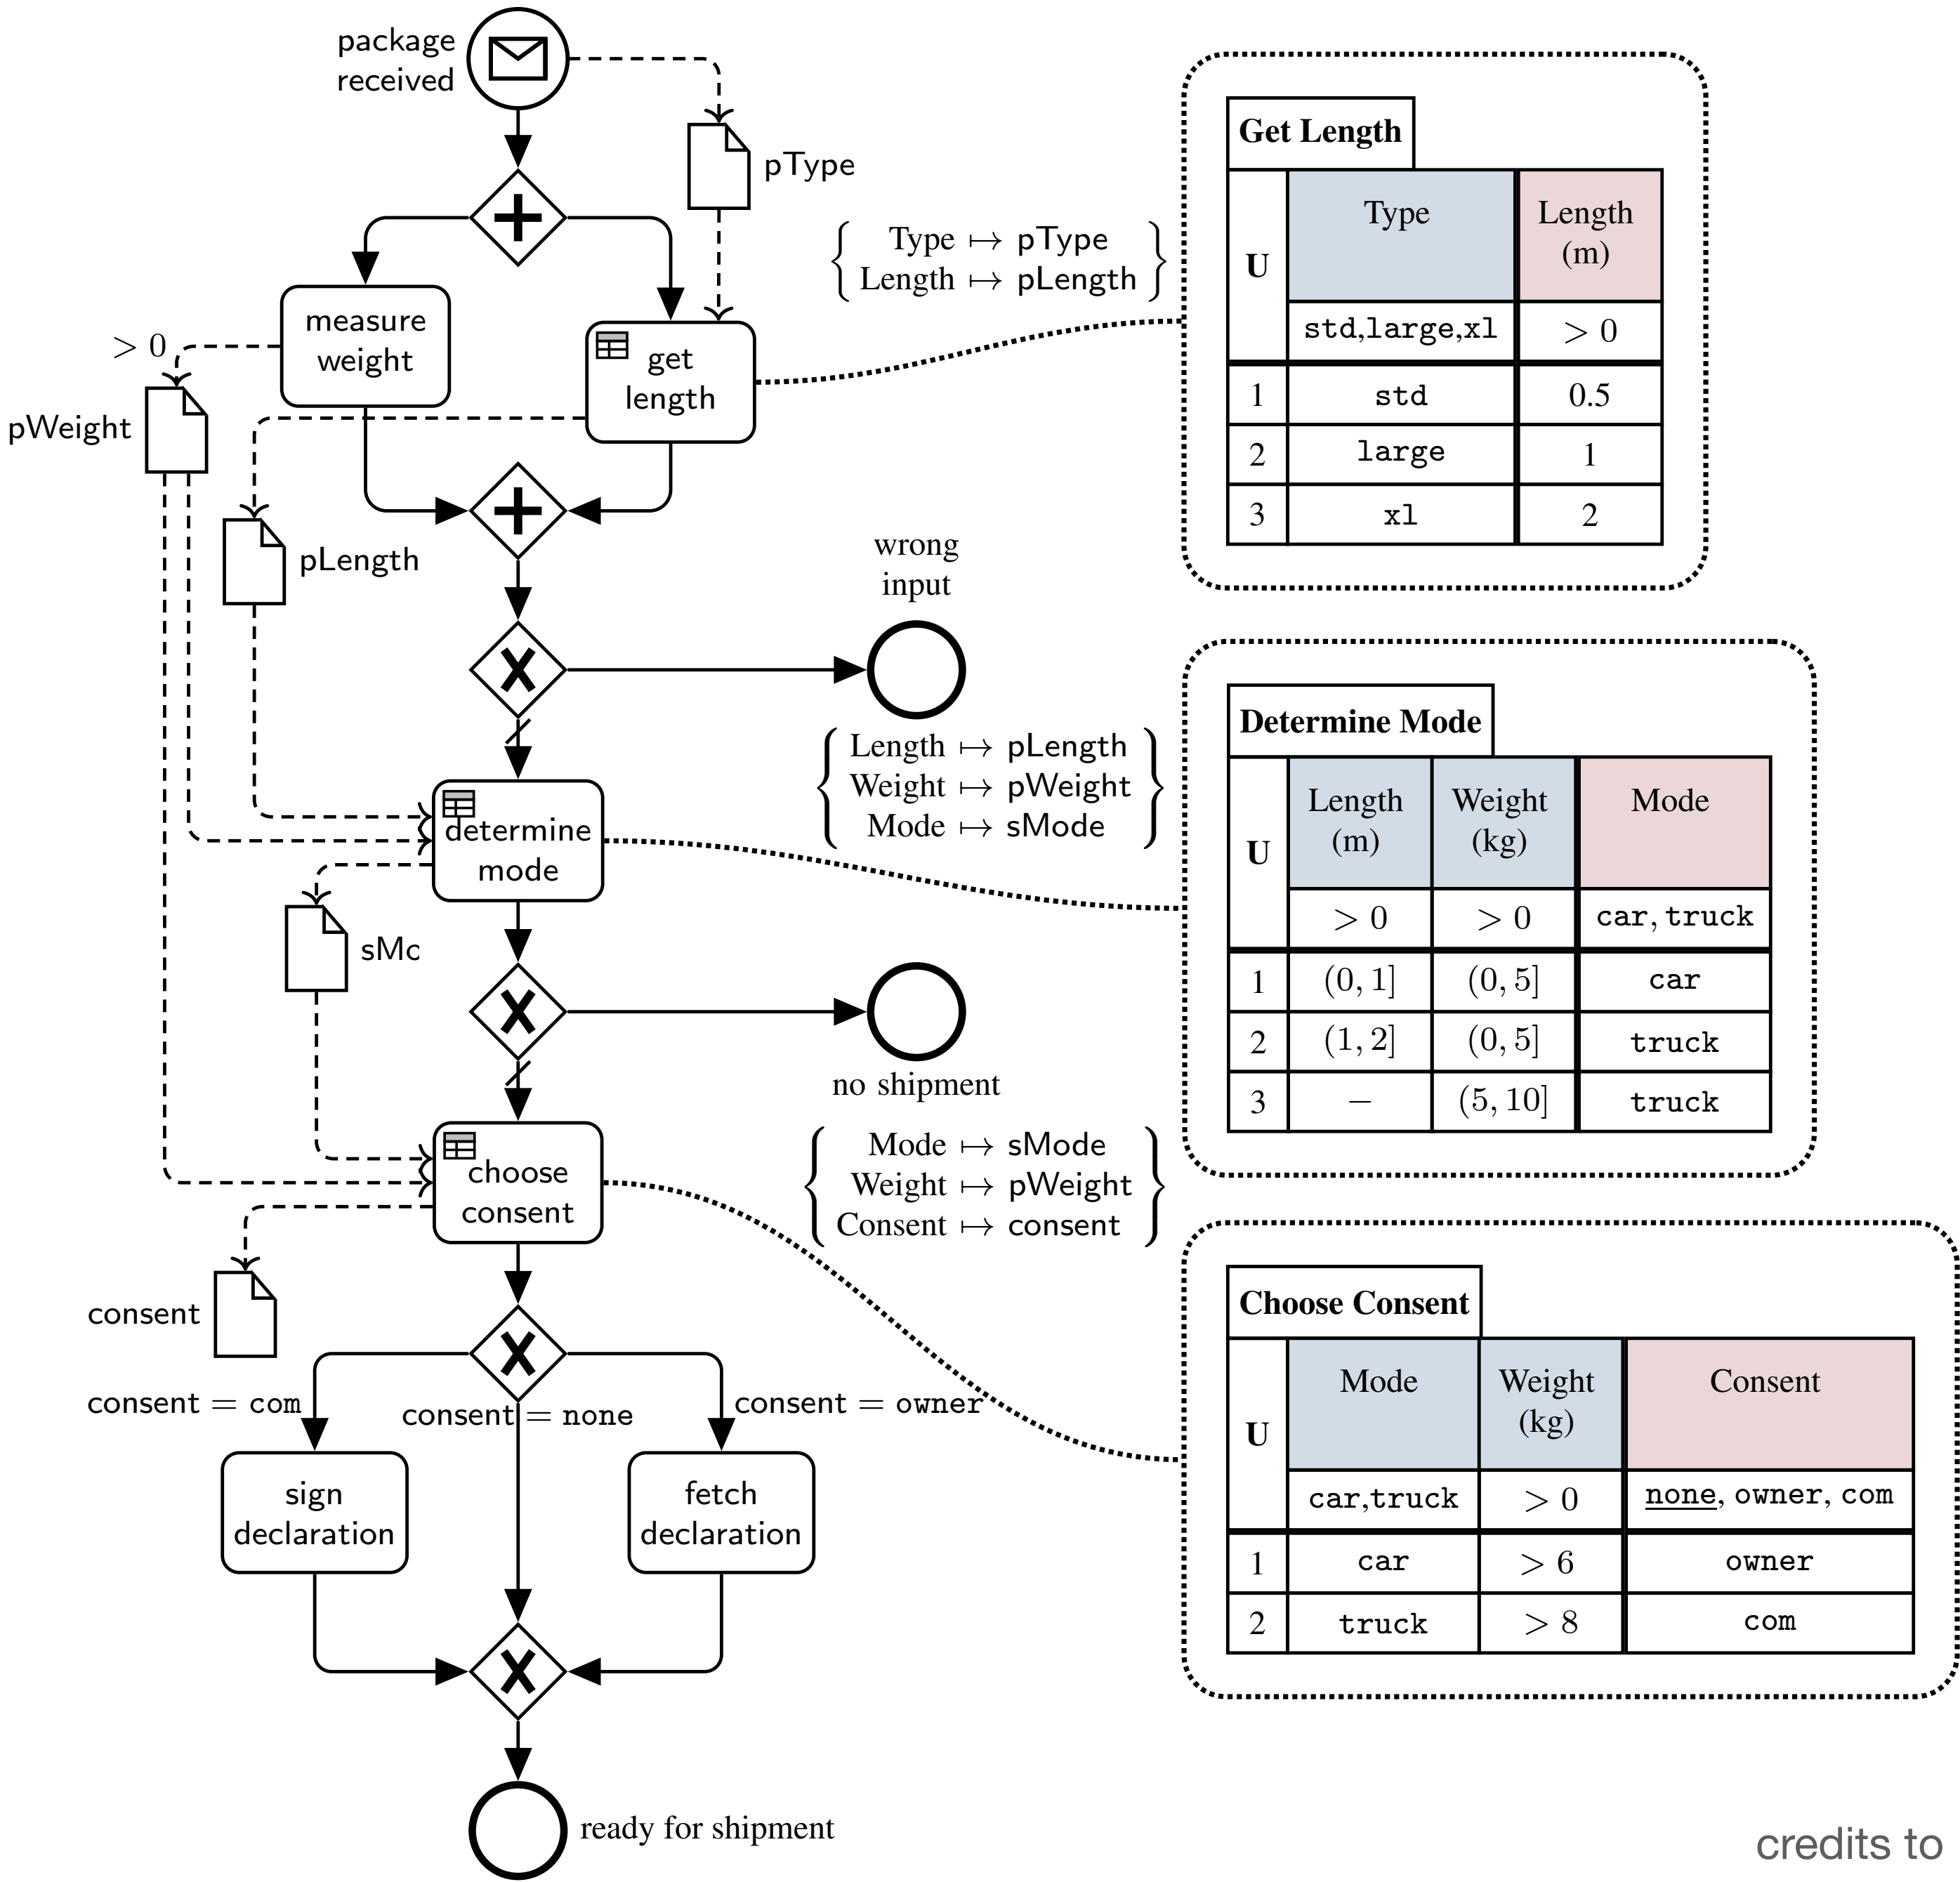 package
received
pType
measure
weight
> 0
get
length
pWeight
pLength
wrong
input
determine
mode
sMc
no shipment
choose
consent
consent
consent = com
consent = none
consent = owner
sign
declaration
fetch
declaration
ready for shipment
{ Type ↦ pType
Length ↦ pLength }
{ Length ↦ pLength
Weight ↦ pWeight
Mode ↦ sMode }
{ Mode ↦ sMode
Weight ↦ pWeight
Consent ↦ consent }
Get Length
U Type Length
(m)
std,large,xl > 0
1 std 0.5
2 large 1
3 xl 2
Determine Mode
U Length Weight Mode
(m) (kg)
> 0 > 0 car, truck
1 (0, 1] (0, 5] car
2 (1, 2] (0, 5] truck
3 − (5, 10] truck
Choose Consent
U Mode Weight Consent
(kg)
car,truck > 0 none, owner, com
1 car > 6 owner
2 truck > 8 com
credits to